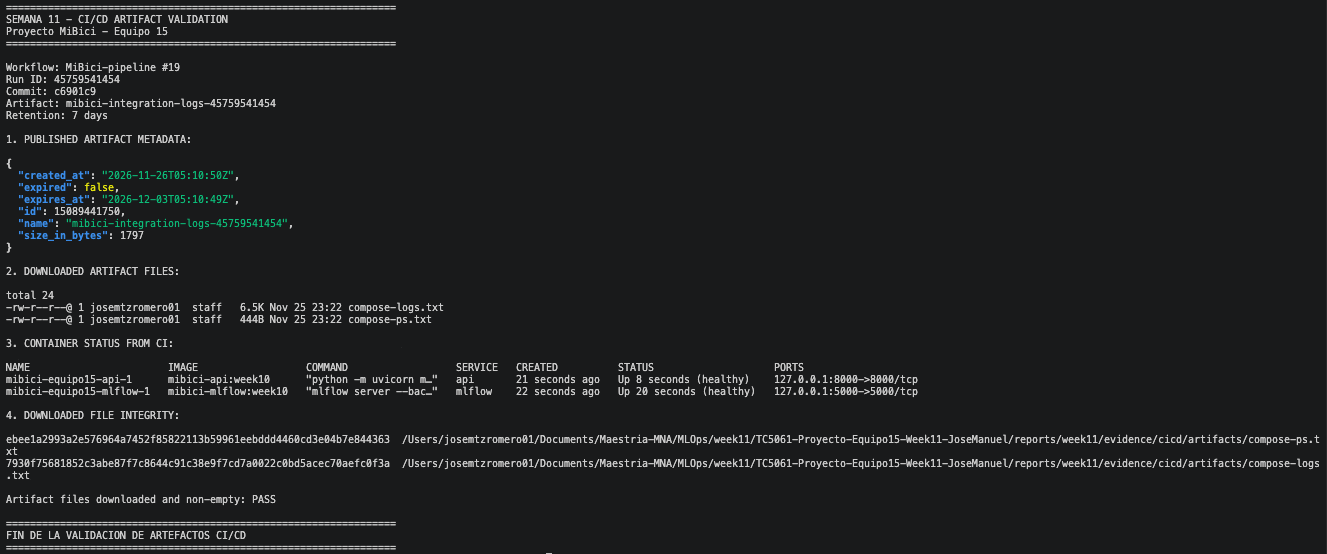 =================================================================
SEMANA 11 - CI/CD ARTIFACT VALIDATION
Proyecto MiBici - Equipo 15
=================================================================
Workflow: MiBici-pipeline #19
Run ID: 45759541454
Commit: c6901c9
Artifact: mibici-integration-logs-45759541454
Retention: 7 days
1. PUBLISHED ARTIFACT METADATA:
{
  "created_at": "2026-11-26T05:10:50Z",
  "expired": false,
  "expires_at": "2026-12-03T05:10:49Z",
  "id": 15089441750,
  "name": "mibici-integration-logs-45759541454",
  "size_in_bytes": 1797
}
2. DOWNLOADED ARTIFACT FILES:
total 24
-rw-r--r--@ 1 josemtzromero01  staff   6.5K Nov 25 23:22 compose-logs.txt
-rw-r--r--@ 1 josemtzromero01  staff   444B Nov 25 23:22 compose-ps.txt
3. CONTAINER STATUS FROM CI:
NAME                       IMAGE                  COMMAND                  SERVICE   CREATED          STATUS                    PORTS
mibici-equipo15-api-1      mibici-api:week10      "python -m uvicorn m…"   api       21 seconds ago   Up 8 seconds (healthy)    127.0.0.1:8000->8000/tcp
mibici-equipo15-mlflow-1   mibici-mlflow:week10   "mlflow server --bac…"   mlflow    22 seconds ago   Up 20 seconds (healthy)   127.0.0.1:5000->5000/tcp
4. DOWNLOADED FILE INTEGRITY:
ebee1a2993a2e576964a7452f85822113b59961eebddd4460cd3e04b7e844363  /Users/josemtzromero01/Documents/Maestria-MNA/MLOps/week11/TC5061-Proyecto-Equipo15-Week11-JoseManuel/reports/week11/evidence/cicd/artifacts/compose-ps.t
xt
7930f75681852c3abe87f7c8644c91c38e9f7cd7a0022c0bd5acec70aefc0f3a  /Users/josemtzromero01/Documents/Maestria-MNA/MLOps/week11/TC5061-Proyecto-Equipo15-Week11-JoseManuel/reports/week11/evidence/cicd/artifacts/compose-logs
.txt
Artifact files downloaded and non-empty: PASS
=================================================================
FIN DE LA VALIDACION DE ARTEFACTOS CI/CD
=================================================================